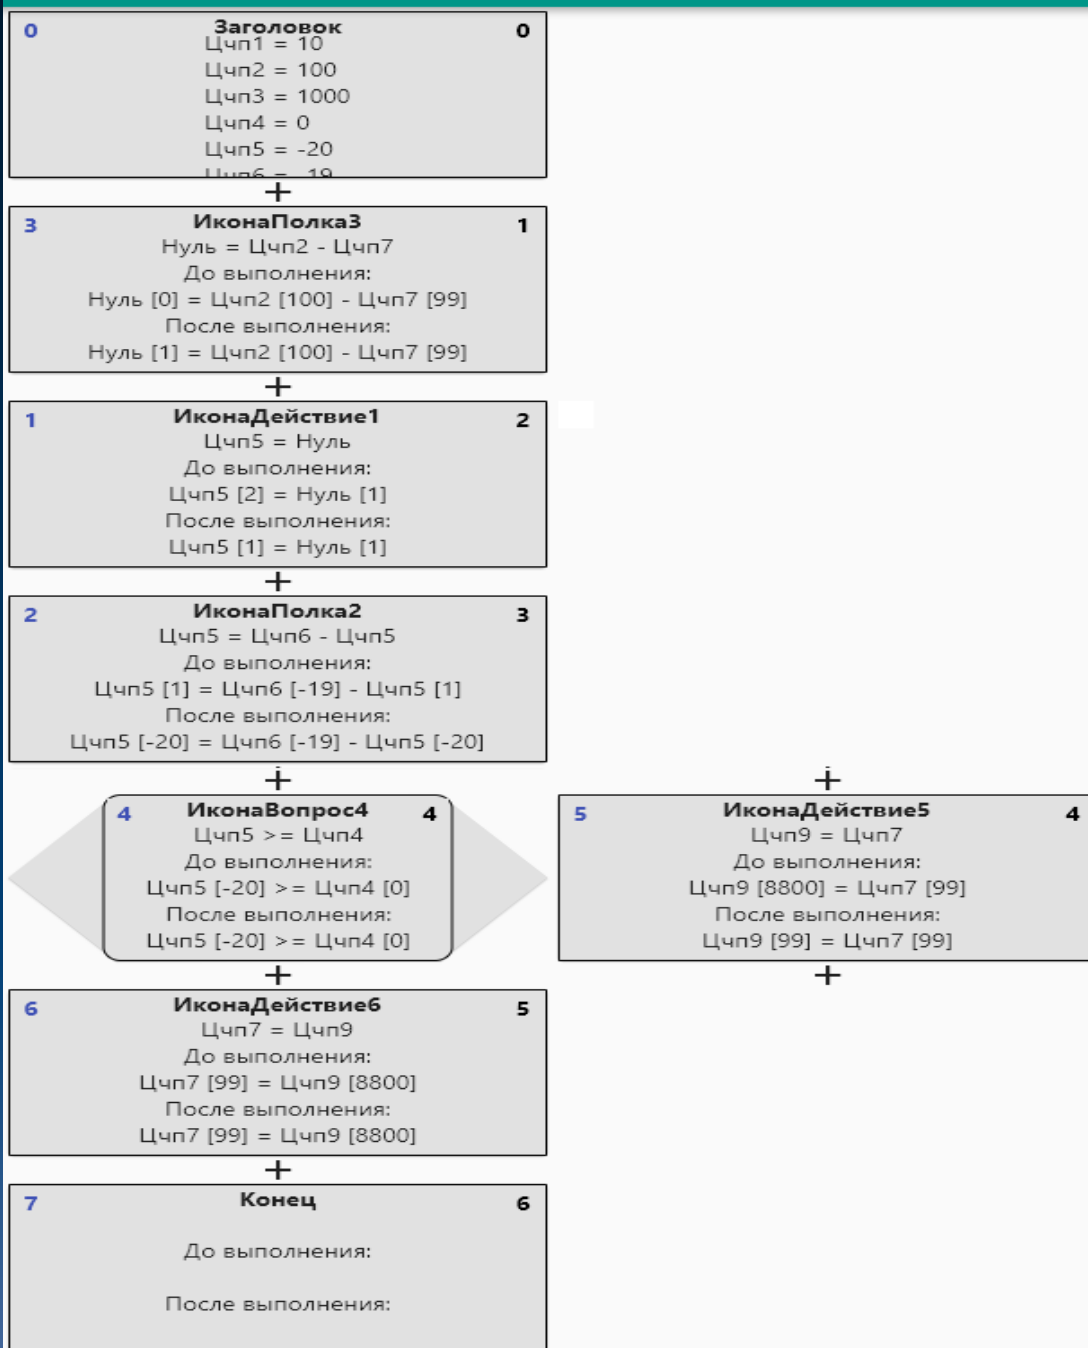 0 Заголовок 0
Цчп1 = 10
Цчп2 = 100
Цчп3 = 1000
Цчп4 = 0
Цчп5 = -20
Цчп6 = -19
+
3 ИконаПолка3 1
Нуль = Цчп2 - Цчп7
До выполнения:
Нуль [0] = Цчп2 [100] - Цчп7 [99]
После выполнения:
Нуль [1] = Цчп2 [100] - Цчп7 [99]
+
1 ИконаДействие1 2
Цчп5 = Нуль
До выполнения:
Цчп5 [2] = Нуль [1]
После выполнения:
Цчп5 [1] = Нуль [1]
+
2 ИконаПолка2 3
Цчп5 = Цчп6 - Цчп5
До выполнения:
Цчп5 [1] = Цчп6 [-19] - Цчп5 [1]
После выполнения:
Цчп5 [-20] = Цчп6 [-19] - Цчп5 [-20]
+
4 ИконаВопрос4 4
Цчп5 >= Цчп4
До выполнения:
Цчп5 [-20] >= Цчп4 [0]
После выполнения:
Цчп5 [-20] >= Цчп4 [0]
+
+
5 ИконаДействие5 4
Цчп9 = Цчп7
До выполнения:
Цчп9 [8800] = Цчп7 [99]
После выполнения:
Цчп9 [99] = Цчп7 [99]
+
6 ИконаДействие6 5
Цчп7 = Цчп9
До выполнения:
Цчп7 [99] = Цчп9 [8800]
После выполнения:
Цчп7 [99] = Цчп9 [8800]
+
7 Конец 6
До выполнения:
После выполнения: